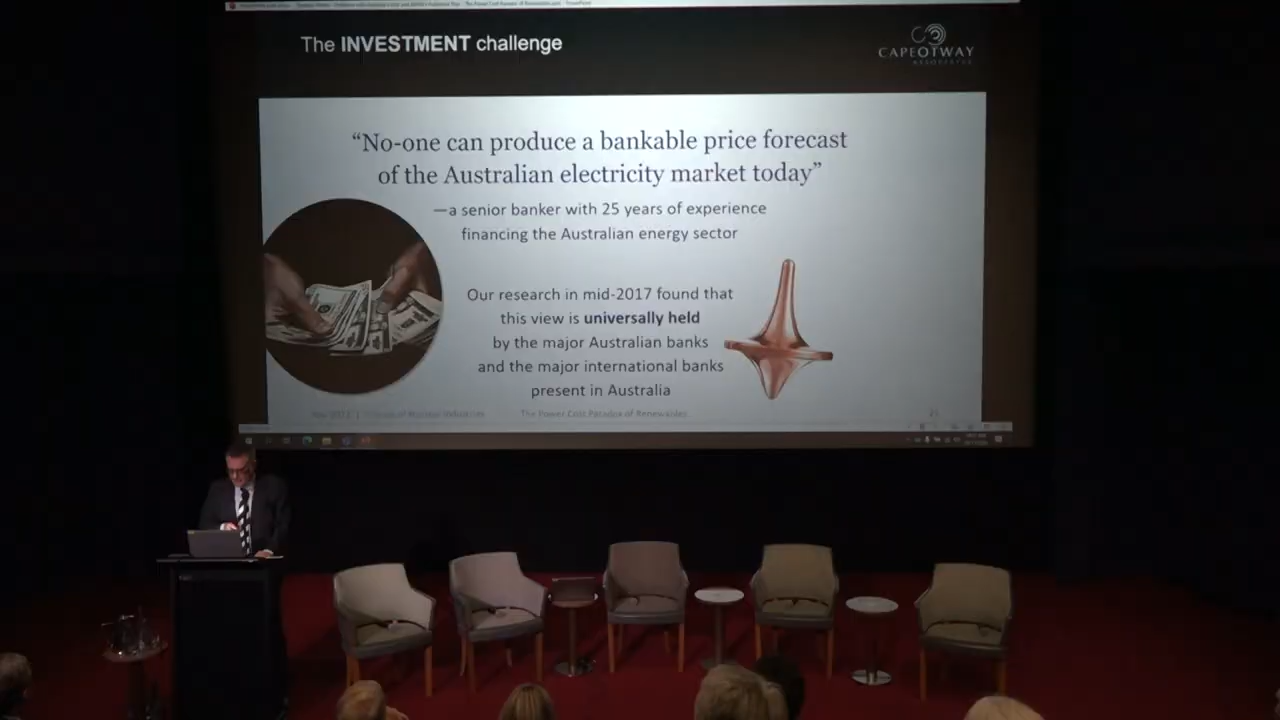 The INVESTMENT challenge
CAPEOTWAY
ASSOCIATES
“No-one can produce a bankable price forecast
of the Australian electricity market today”
—a senior banker with 25 years of experience
financing the Australian energy sector
Our research in mid-2017 found that
this view is universally held
by the major Australian banks
and the major international banks
present in Australia
The Power Cost Paradox of Renewables